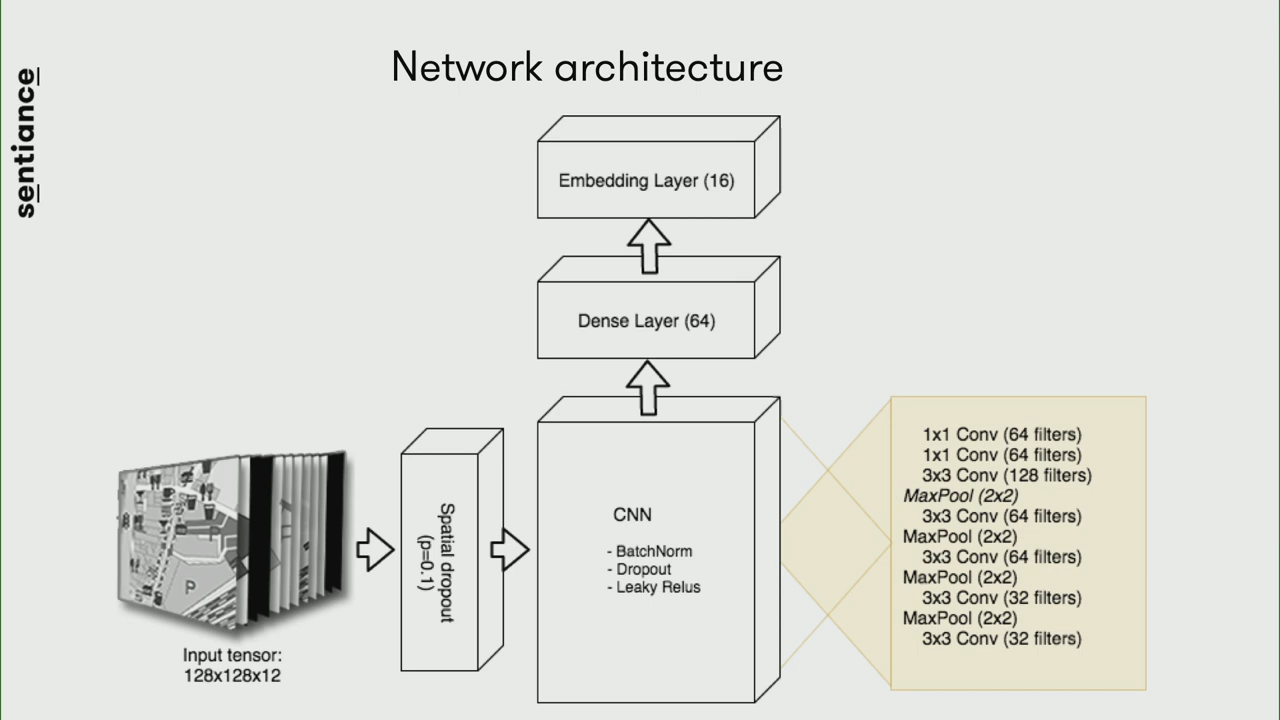 sentiance
Network architecture
Embedding Layer (16)
Dense Layer (64)
CNN
- BatchNorm
- Dropout
- Leaky Relus
Spatial dropout
(p=0.1)
P
P
Input tensor:
128x128x12
1x1 Conv (64 filters)
1x1 Conv (64 filters)
3x3 Conv (128 filters)
MaxPool (2x2)
3x3 Conv (64 filters)
MaxPool (2x2)
3x3 Conv (64 filters)
MaxPool (2x2)
3x3 Conv (32 filters)
MaxPool (2x2)
3x3 Conv (32 filters)